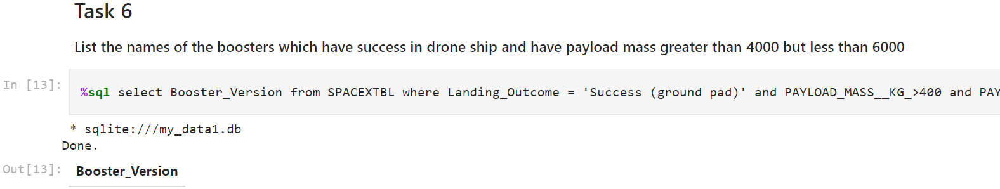 Task 6
List the names of the boosters which have success in drone ship and have payload mass greater than 4000 but less than 6000
In [13]: %sql select Booster_Version from SPACEXTBL where Landing_Outcome = 'Success (ground pad)' and PAYLOAD_MASS__KG_>400 and PAY
* sqlite:///my_data1.db
Done.
Out[13]: Booster_Version